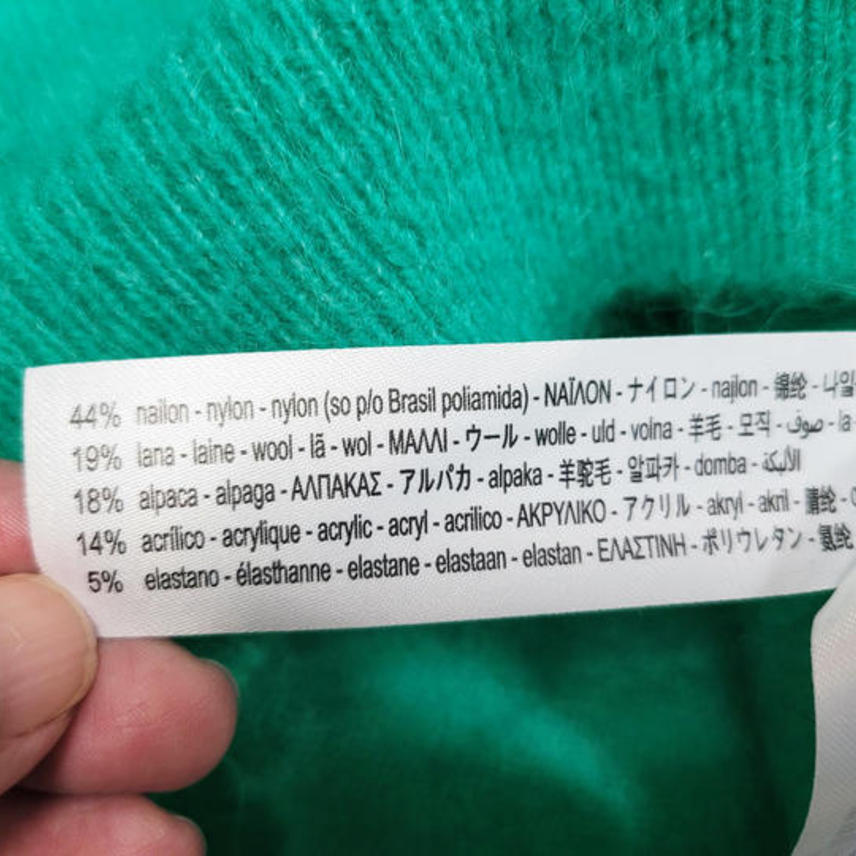 44% nailon - nylon - nylon (so p/o Brasil poliamida) - ΝΑΪΛΟΝ - ナイロン - najlon - 锦纶 - 나일
19% lana - laine - wool - lã - wol - ΜΑΛΛΙ - ウール - wolle - uld - volna - 羊毛 - 모직 - صوف - la
18% alpaca - alpaga - ΑΛΠΑΚΑΣ - アルパカ - alpaka - 羊驼毛 - 알파카 - domba - الألبكة
14% acrílico - acrylique - acrylic - acryl - acrilico - ΑΚΡΥΛΙΚΟ - アクリル - akryl - akril - 腈纶
5% elastano - élasthanne - elastane - elastaan - elastan - ΕΛΑΣΤΙΝΗ - ポリウレタン - 氨纶